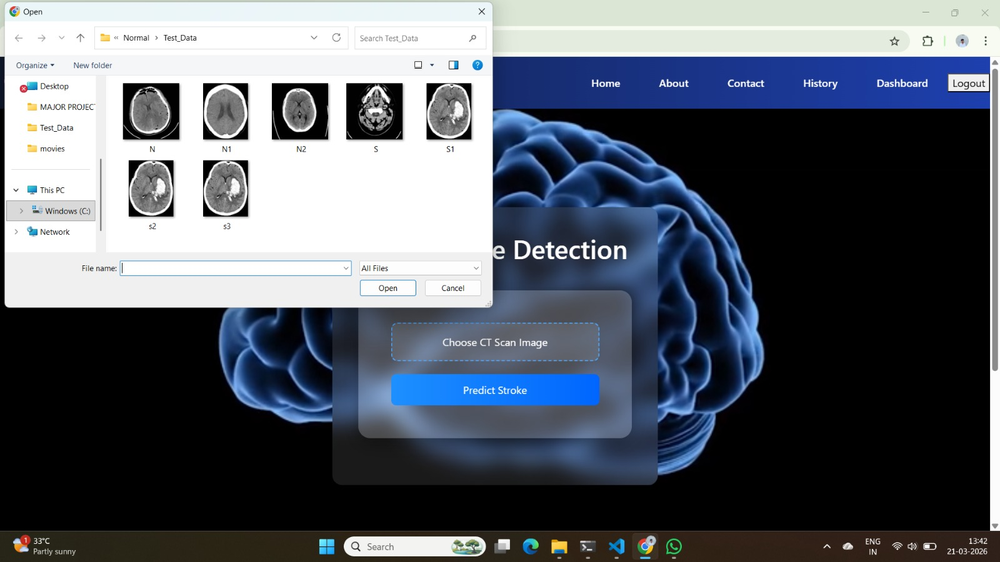 Open
« Normal › Test_Data
Search Test_Data
Organize
New folder
Desktop
MAJOR PROJEC
Test_Data
movies
This PC
Windows (C:)
Network
N
N1
N2
S
S1
s2
s3
File name:
All Files
Open
Cancel
Home
About
Contact
History
Dashboard
Logout
e Detection
Choose CT Scan Image
Predict Stroke
1
33°C
Partly sunny
Search
ENG
IN
13:42
21-03-2026